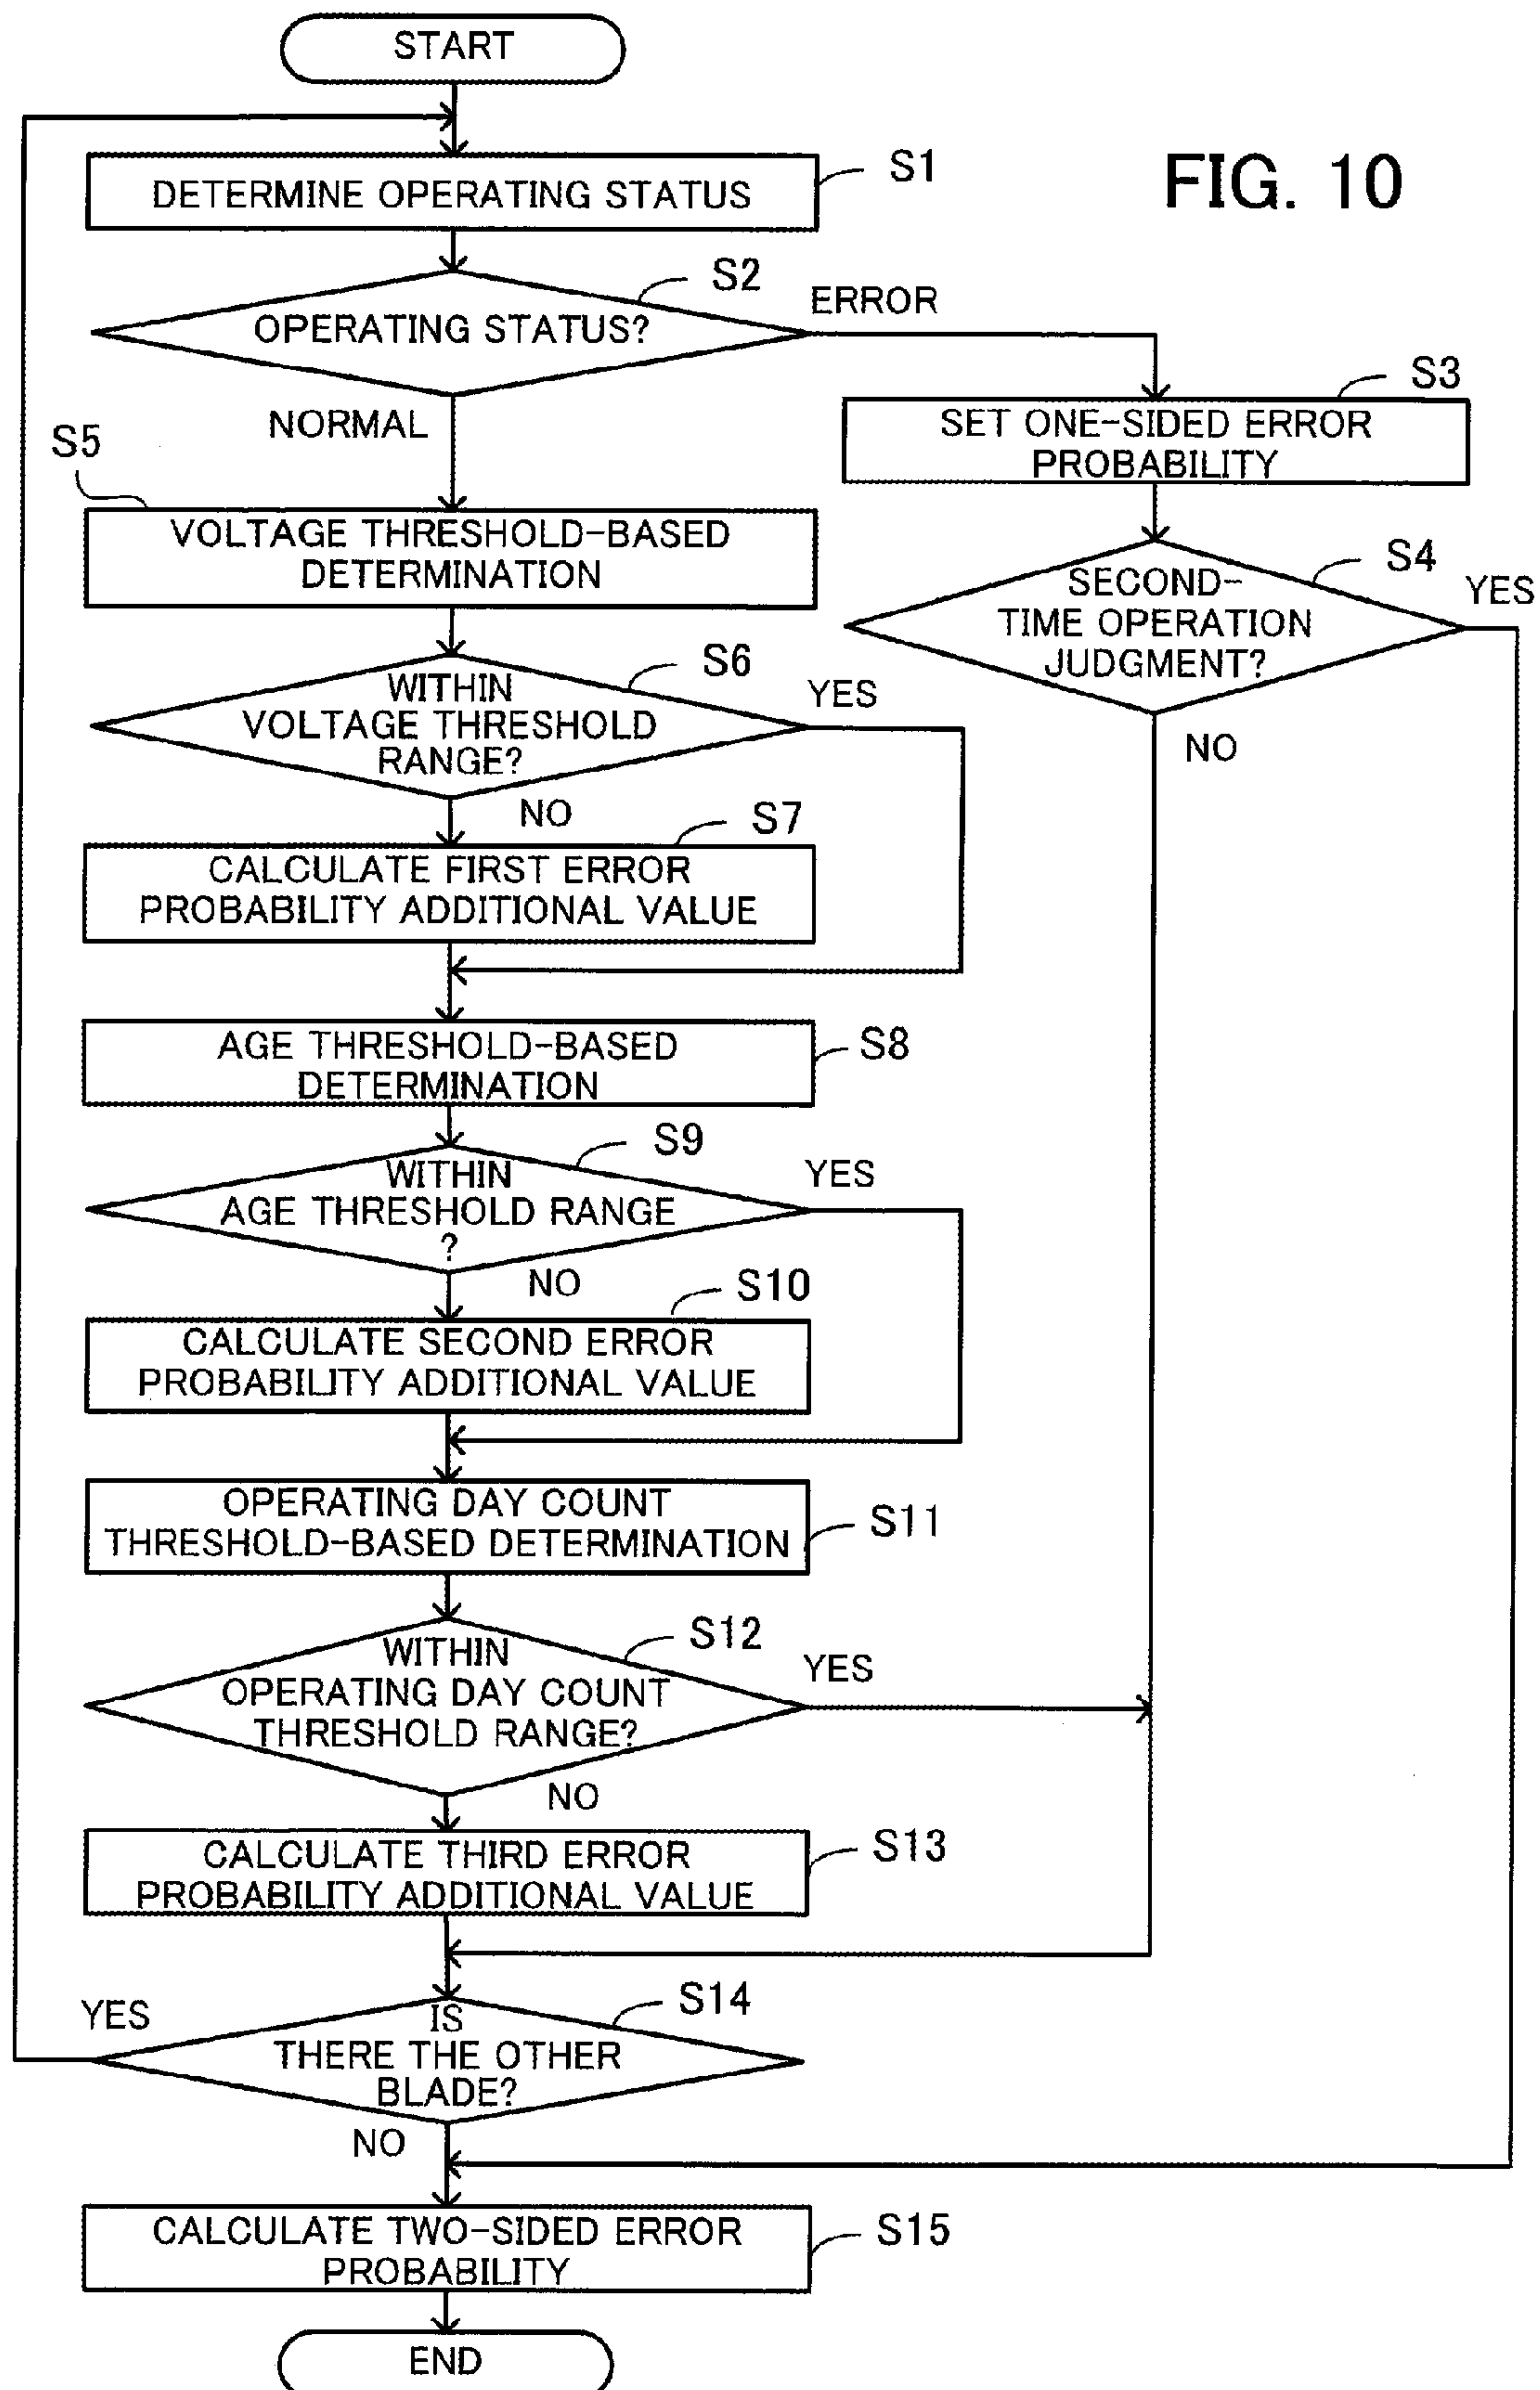 START
FIG. 10
S1
DETERMINE OPERATING STATUS
S2
OPERATING STATUS?
ERROR
NORMAL
S3
SET ONE-SIDED ERROR
PROBABILITY
S4
SECOND-
TIME OPERATION
JUDGMENT?
YES
NO
S5
VOLTAGE THRESHOLD-BASED
DETERMINATION
S6
WITHIN
VOLTAGE THRESHOLD
RANGE?
YES
NO
S7
CALCULATE FIRST ERROR
PROBABILITY ADDITIONAL VALUE
S8
AGE THRESHOLD-BASED
DETERMINATION
S9
WITHIN
AGE THRESHOLD RANGE
?
YES
NO
S10
CALCULATE SECOND ERROR
PROBABILITY ADDITIONAL VALUE
S11
OPERATING DAY COUNT
THRESHOLD-BASED DETERMINATION
S12
WITHIN
OPERATING DAY COUNT
THRESHOLD RANGE?
YES
NO
S13
CALCULATE THIRD ERROR
PROBABILITY ADDITIONAL VALUE
S14
IS
THERE THE OTHER
BLADE?
YES
NO
S15
CALCULATE TWO-SIDED ERROR
PROBABILITY
END